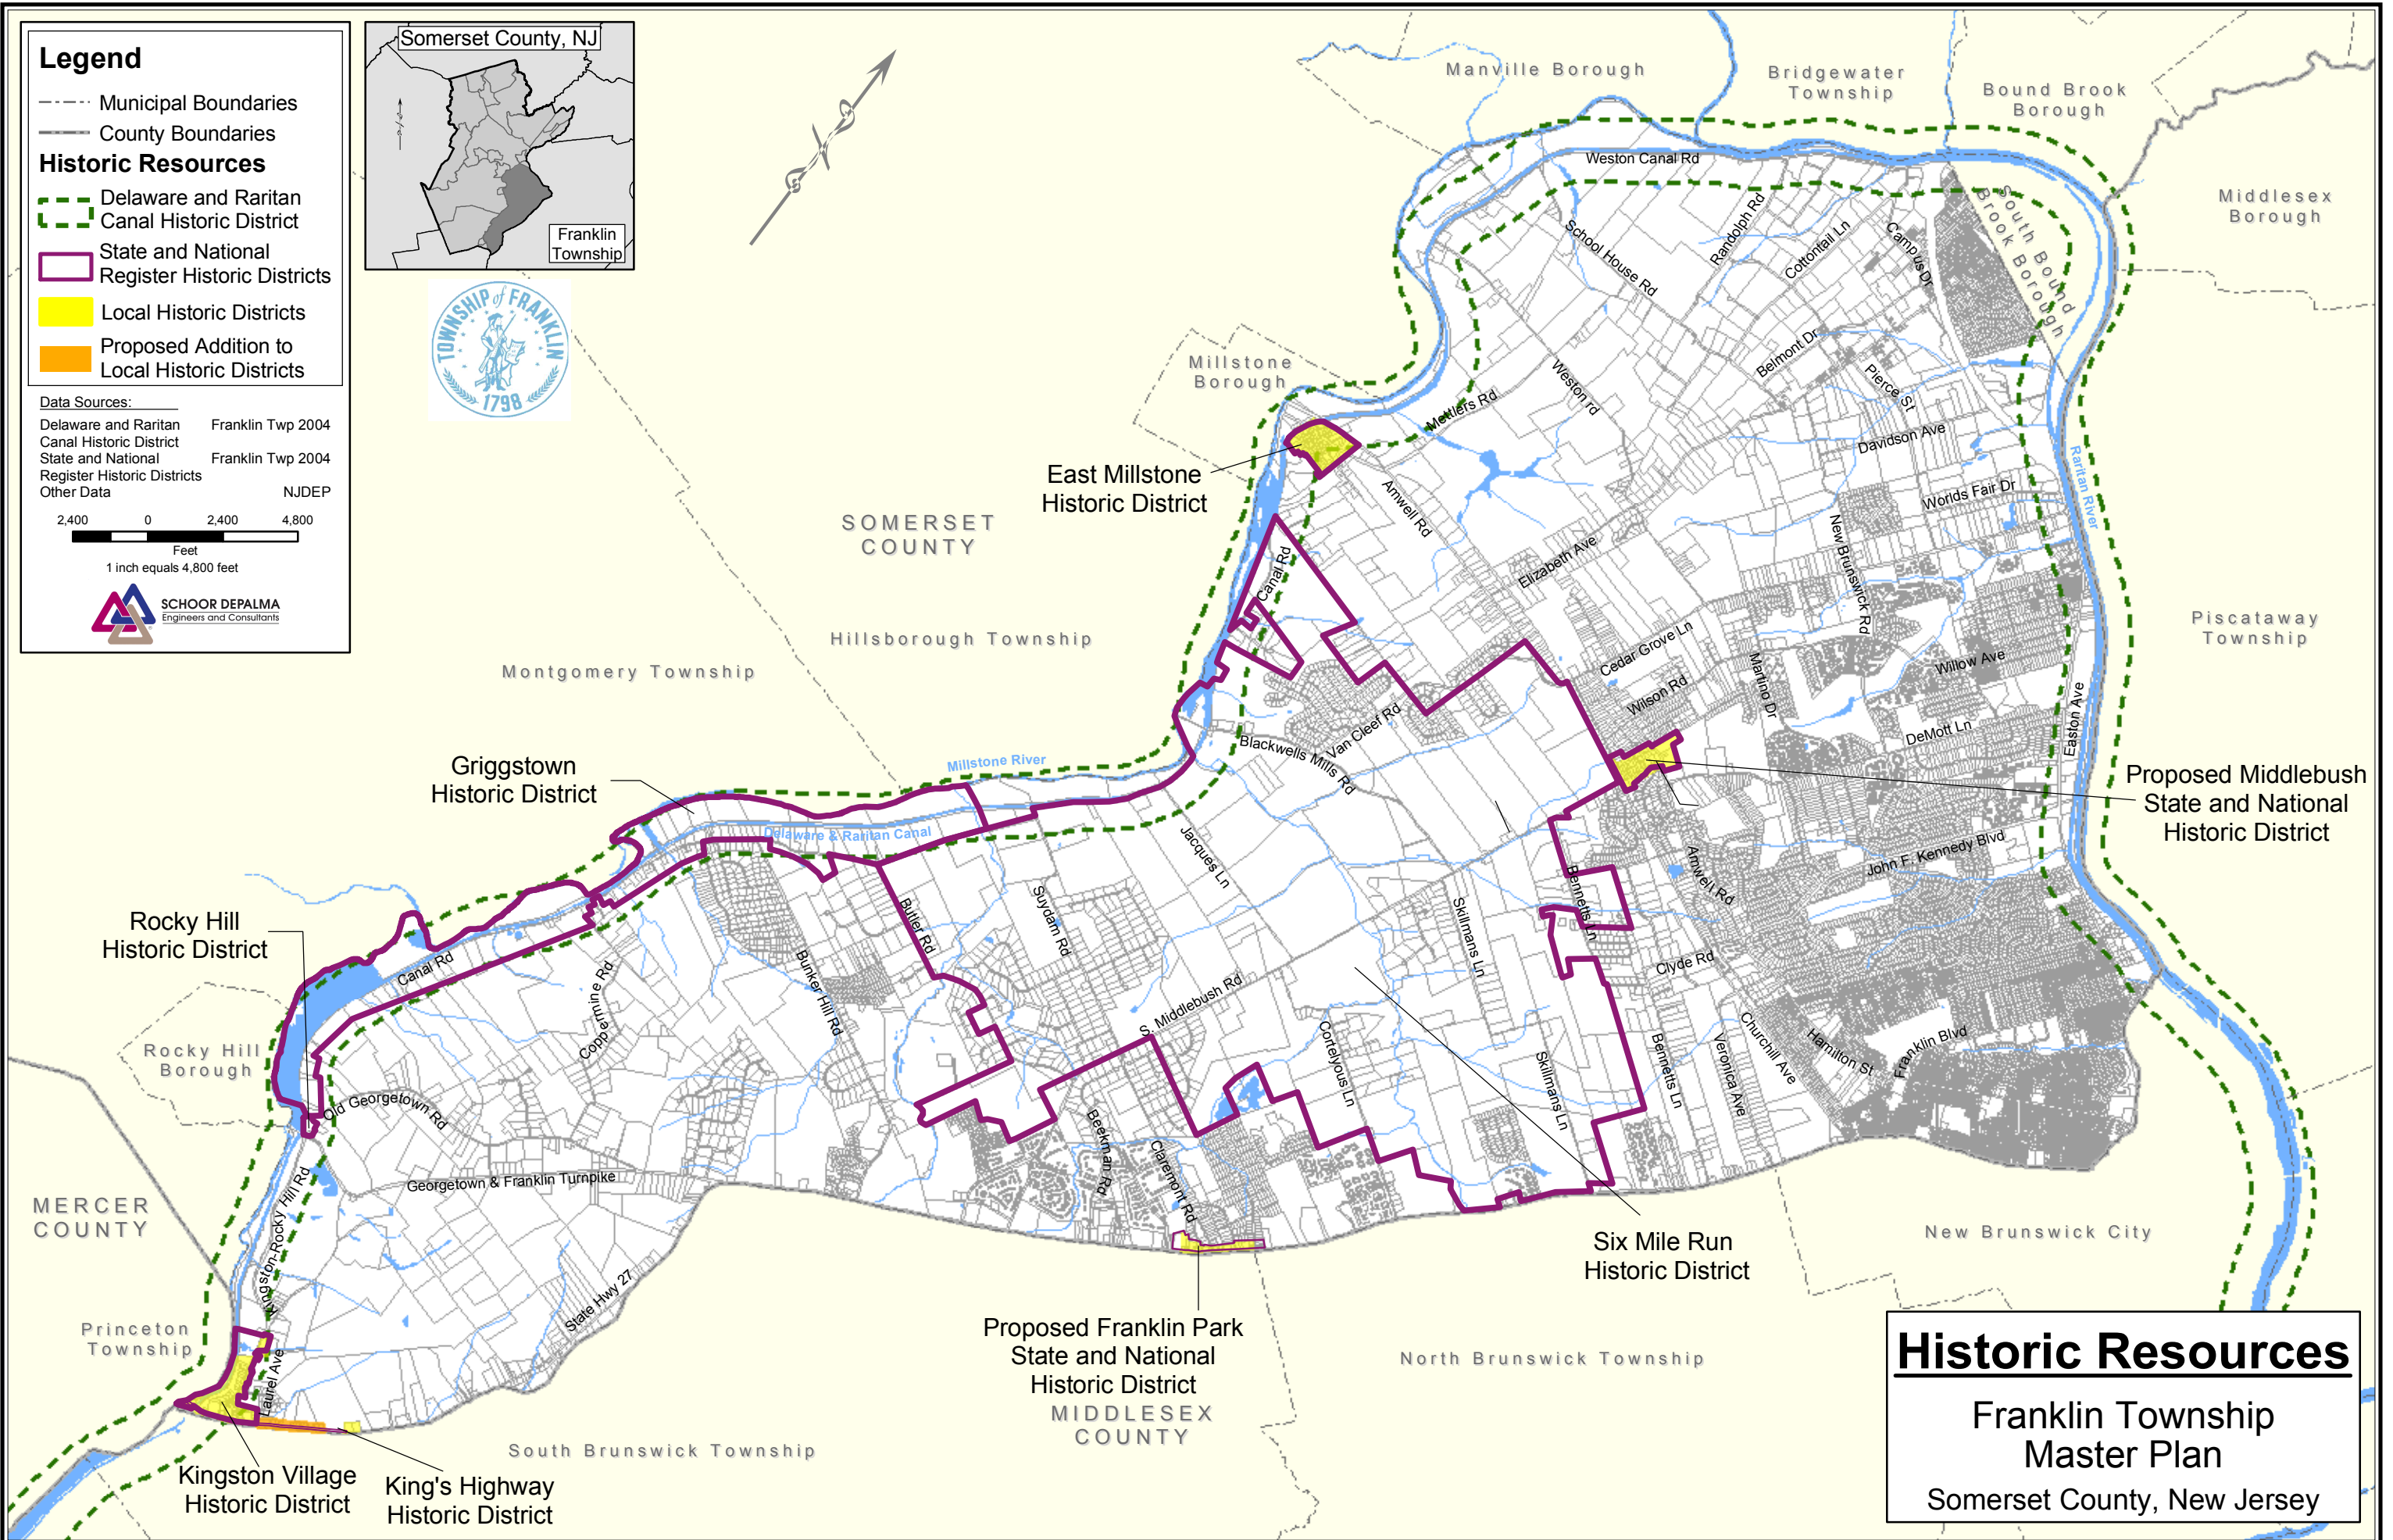 Legend
Municipal Boundaries
County Boundaries
Historic Resources
Delaware and Raritan
Canal Historic District
State and National
Register Historic Districts
Local Historic Districts
Proposed Addition to
Local Historic Districts
Data Sources:
Delaware and Raritan Franklin Twp 2004
Canal Historic District
State and National Franklin Twp 2004
Register Historic Districts
Other Data NJDEP
2,400 0 2,400 4,800
Feet
1 inch equals 4,800 feet
SCHOOR DEPALMA
Engineers and Consultants
Somerset County, NJ
Franklin
Township
TOWNSHIP of FRANKLIN
1798
Manville Borough
Bridgewater
Township
Bound Brook
Borough
Middlesex
Borough
South Bound
Brook Borough
Weston Canal Rd
School House Rd
Randolph Rd
Cottontail Ln
Campus Dr
Belmont Dr
Pierce St
Weston rd
Mettlers Rd
Davidson Ave
Worlds Fair Dr
Raritan River
Millstone
Borough
East Millstone
Historic District
Amwell Rd
Elizabeth Ave
New Brunswick Rd
SOMERSET
COUNTY
Canal Rd
Hillsborough Township
Montgomery Township
Piscataway
Township
Cedar Grove Ln
Wilson Rd
Martino Dr
Willow Ave
DeMott Ln
Easton Ave
Van Cleef Rd
Blackwells Mills Rd
Proposed Middlebush
State and National
Historic District
Griggstown
Historic District
Millstone River
Delaware & Raritan Canal
Jacques Ln
Amwell Rd
John F. Kennedy Blvd
Bennetts Ln
Rocky Hill
Historic District
Canal Rd
Butler Rd
Suydam Rd
Skillmans Ln
Clyde Rd
Coppermine Rd
Bunker Hill Rd
S. Middlebush Rd
Cortelyous Ln
Skillmans Ln
Bennetts Ln
Veronica Ave
Churchill Ave
Hamilton St
Franklin Blvd
Rocky Hill
Borough
Old Georgetown Rd
Beekman Rd
Claremont Rd
Georgetown & Franklin Turnpike
MERCER
COUNTY
Kingston-Rocky Hill Rd
State Hwy 27
Six Mile Run
Historic District
New Brunswick City
Princeton
Township
Laurel Ave
Proposed Franklin Park
State and National
Historic District
North Brunswick Township
MIDDLESEX
COUNTY
South Brunswick Township
Kingston Village
Historic District
King's Highway
Historic District
Historic Resources
Franklin Township
Master Plan
Somerset County, New Jersey